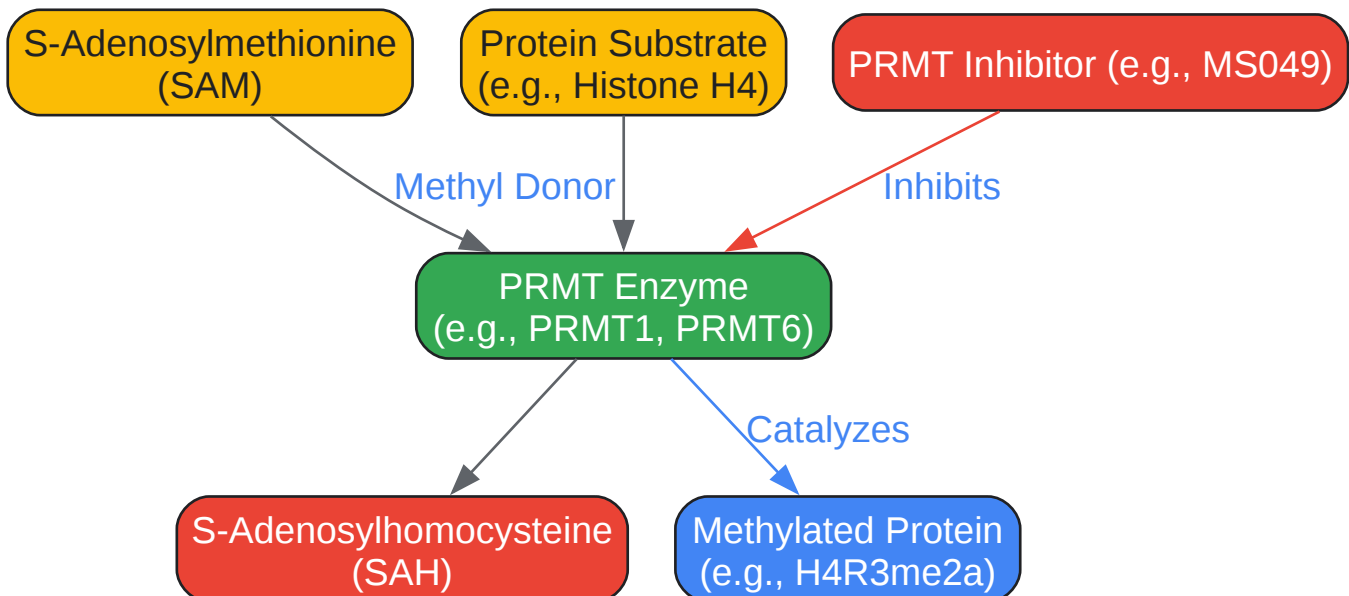 S-Adenosylmethionine
(SAM)
Protein Substrate
(e.g., Histone H4)
PRMT Inhibitor (e.g., MS049)
Methyl Donor
Inhibits
PRMT Enzyme
(e.g., PRMT1, PRMT6)
Catalyzes
S-Adenosylhomocysteine
(SAH)
Methylated Protein
(e.g., H4R3me2a)